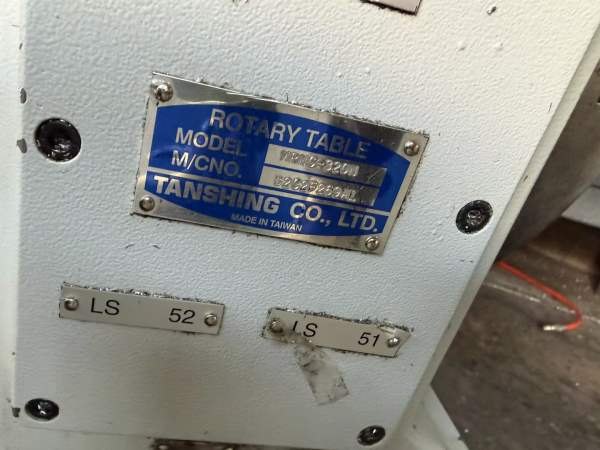 ROTARY TABLE
MODEL
M/CNO.
TANSHING CO., LTD.
MADE IN TAIWAN
LS 52
LS 51